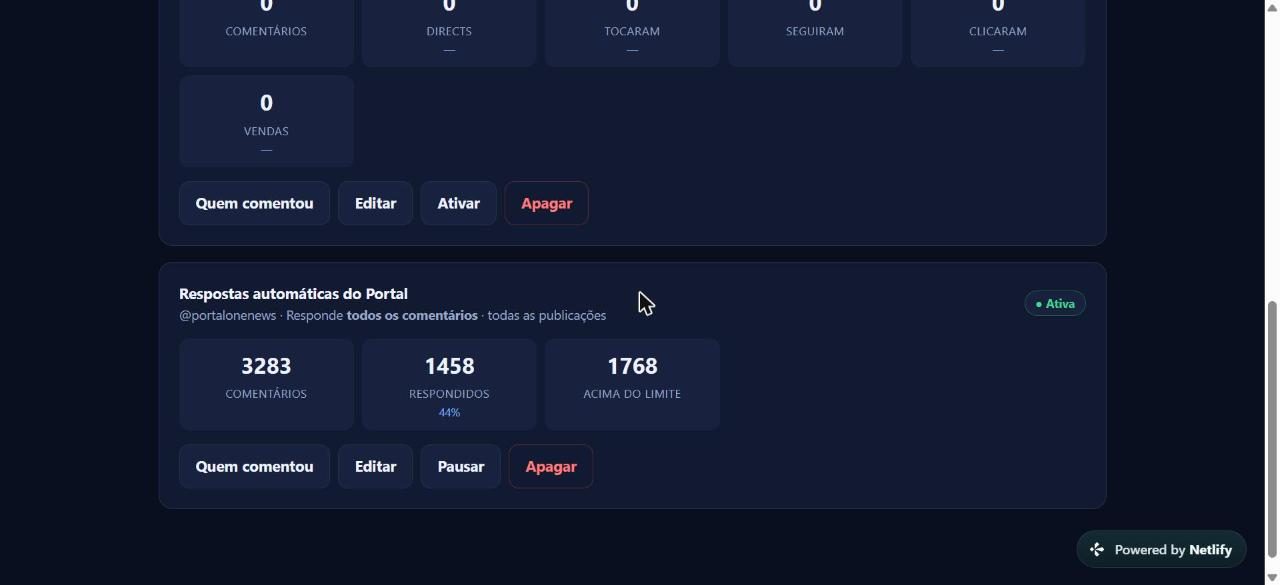 0 0 0 0 0
COMENTÁRIOS DIRECTS TOCARAM SEGUIRAM CLICARAM
— — — —
0
VENDAS
—
Quem comentou Editar Ativar Apagar
Respostas automáticas do Portal
● Ativa
@portalonenews · Responde todos os comentários · todas as publicações
3283 1458 1768
COMENTÁRIOS RESPONDIDOS ACIMA DO LIMITE
44%
Quem comentou Editar Pausar Apagar
Powered by Netlify